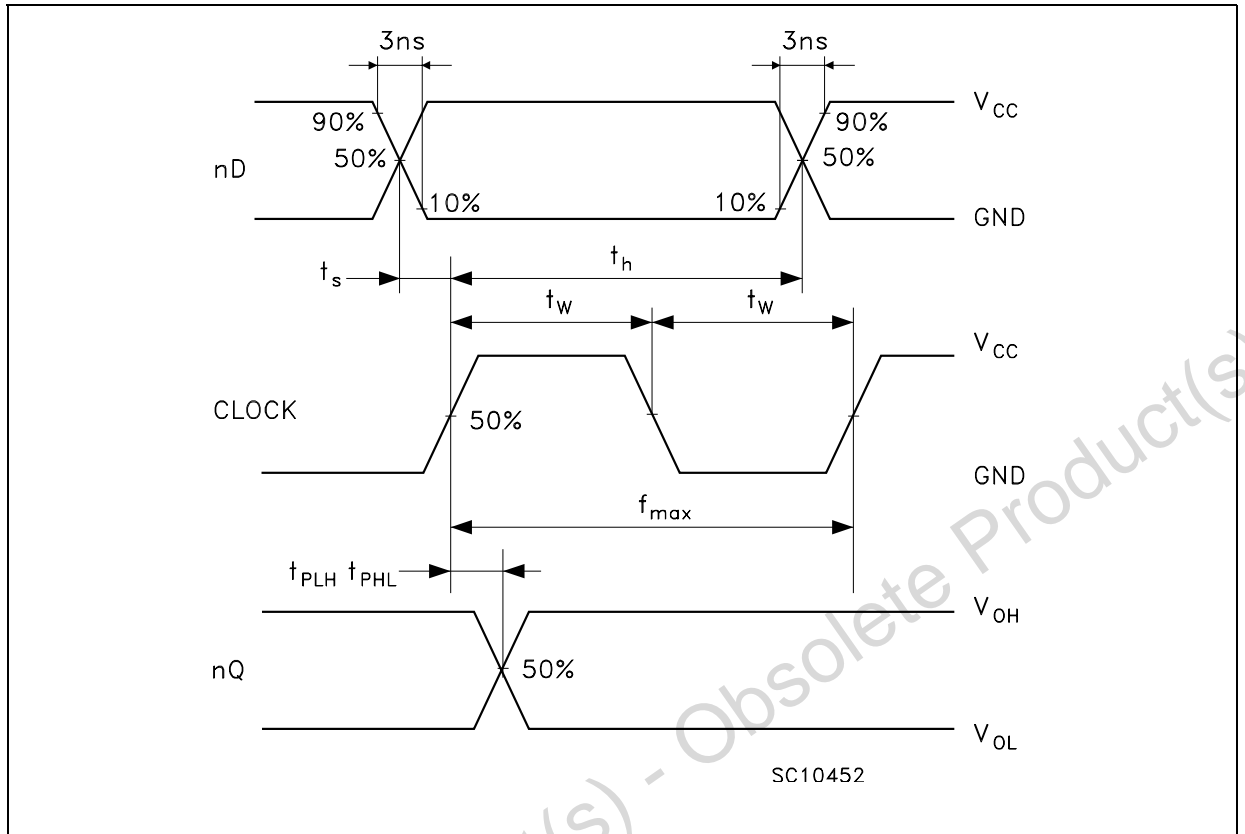 3ns 3ns
V_CC
90% 90%
nD 50% 50%
10% 10%
GND
t_s t_h
t_W t_W
V_CC
CLOCK 50%
GND
f_max
t_PLH t_PHL
V_OH
nQ 50%
V_OL
SC10452
(s) - Obsolete Product(s)